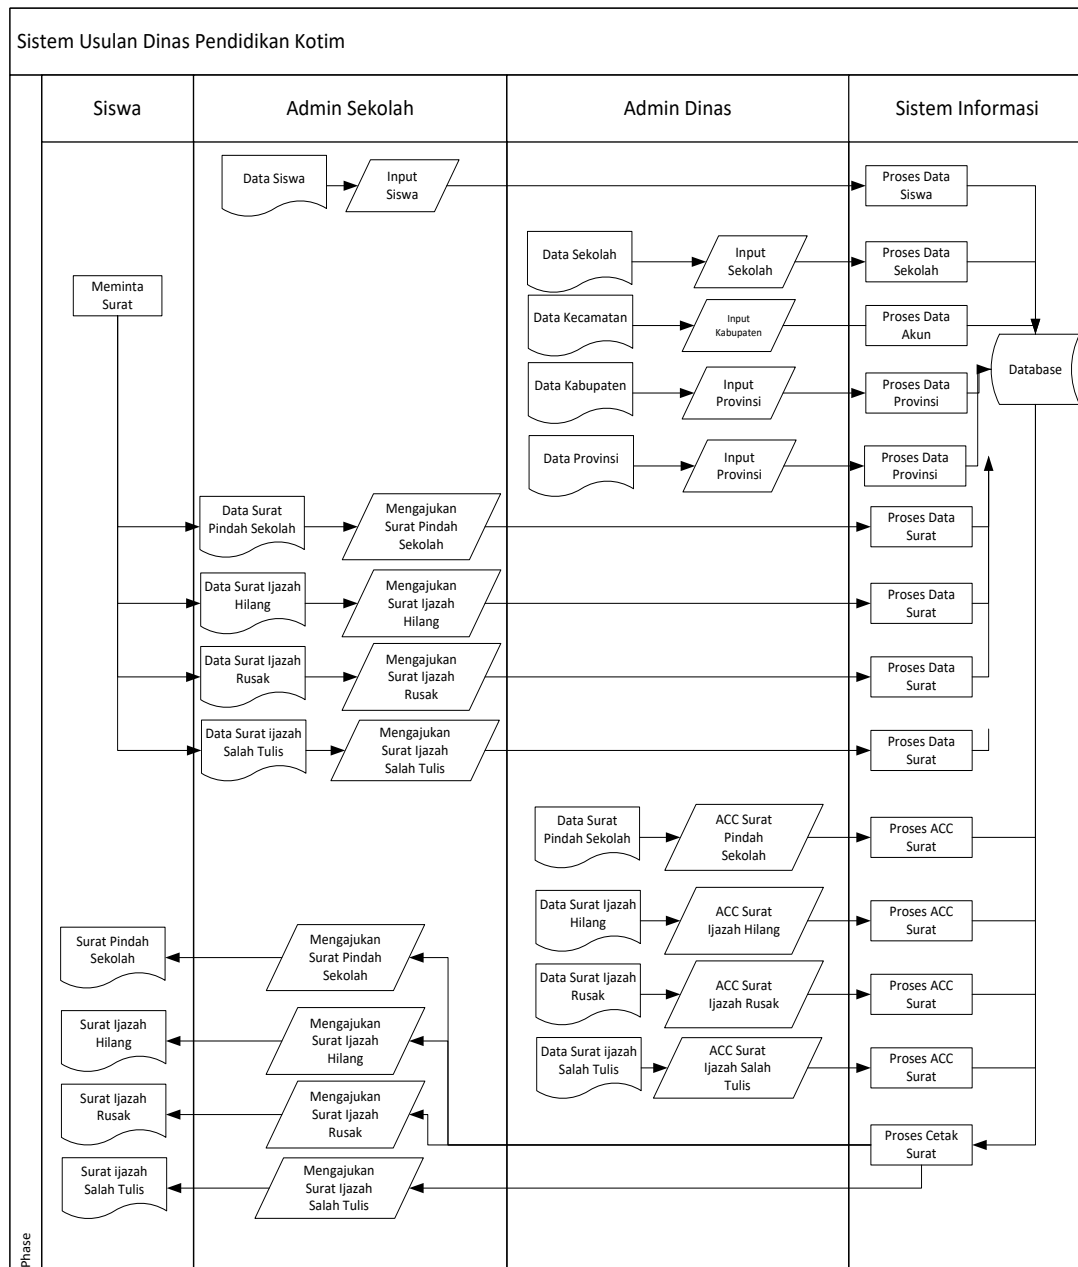 Sistem Usulan Dinas Pendidikan Kotim
Siswa
Admin Sekolah
Admin Dinas
Sistem Informasi
Data Siswa
Input
Siswa
Proses Data
Siswa
Data Sekolah
Input
Sekolah
Proses Data
Sekolah
Meminta
Surat
Data Kecamatan
Input
Kabupaten
Proses Data
Akun
Database
Data Kabupaten
Input
Provinsi
Proses Data
Provinsi
Data Provinsi
Input
Provinsi
Proses Data
Provinsi
Data Surat
Pindah Sekolah
Mengajukan
Surat Pindah
Sekolah
Proses Data
Surat
Data Surat Ijazah
Hilang
Mengajukan
Surat Ijazah
Hilang
Proses Data
Surat
Data Surat Ijazah
Rusak
Mengajukan
Surat Ijazah
Rusak
Proses Data
Surat
Data Surat ijazah
Salah Tulis
Mengajukan
Surat Ijazah
Salah Tulis
Proses Data
Surat
Data Surat
Pindah Sekolah
ACC Surat
Pindah
Sekolah
Proses ACC
Surat
Data Surat Ijazah
Hilang
ACC Surat
Ijazah Hilang
Proses ACC
Surat
Surat Pindah
Sekolah
Mengajukan
Surat Pindah
Sekolah
Data Surat Ijazah
Rusak
ACC Surat
Ijazah Rusak
Proses ACC
Surat
Surat Ijazah
Hilang
Mengajukan
Surat Ijazah
Hilang
Data Surat ijazah
Salah Tulis
ACC Surat
Ijazah Salah
Tulis
Proses ACC
Surat
Surat Ijazah
Rusak
Mengajukan
Surat Ijazah
Rusak
Proses Cetak
Surat
Surat ijazah
Salah Tulis
Mengajukan
Surat Ijazah
Salah Tulis
Phase